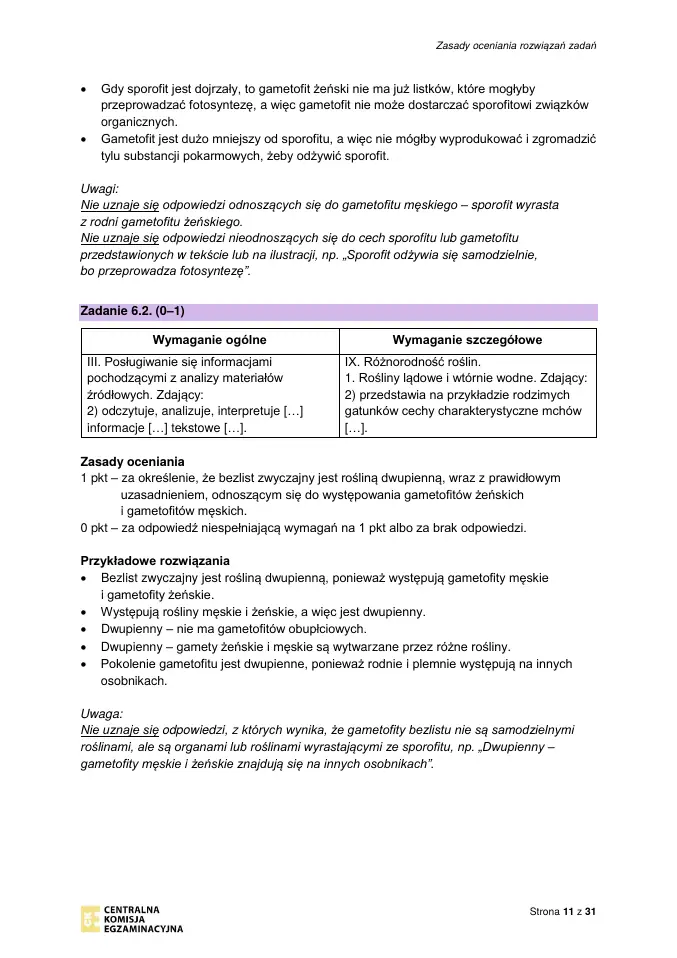 Zasady oceniania rozwiązań zadań
• Gdy sporofit jest dojrzały, to gametofit żeński nie ma już listków, które mogłyby
przeprowadzać fotosyntezę, a więc gametofit nie może dostarczać sporofitowi związków
organicznych.
• Gametofit jest dużo mniejszy od sporofitu, a więc nie mógłby wyprodukować i zgromadzić
tylu substancji pokarmowych, żeby odżywić sporofit.
Uwagi:
Nie uznaje się odpowiedzi odnoszących się do gametofitu męskiego – sporofit wyrasta
z rodni gametofitu żeńskiego.
Nie uznaje się odpowiedzi nieodnoszących się do cech sporofitu lub gametofitu
przedstawionych w tekście lub na ilustracji, np. „Sporofit odżywia się samodzielnie,
bo przeprowadza fotosyntezę”.
Zadanie 6.2. (0–1)
Wymaganie ogólne
Wymaganie szczegółowe
III. Posługiwanie się informacjami
pochodzącymi z analizy materiałów
źródłowych. Zdający:
2) odczytuje, analizuje, interpretuje […]
informacje […] tekstowe […].
IX. Różnorodność roślin.
1. Rośliny lądowe i wtórnie wodne. Zdający:
2) przedstawia na przykładzie rodzimych
gatunków cechy charakterystyczne mchów
[…].
Zasady oceniania
1 pkt – za określenie, że bezlist zwyczajny jest rośliną dwupienną, wraz z prawidłowym
uzasadnieniem, odnoszącym się do występowania gametofitów żeńskich
i gametofitów męskich.
0 pkt – za odpowiedź niespełniającą wymagań na 1 pkt albo za brak odpowiedzi.
Przykładowe rozwiązania
• Bezlist zwyczajny jest rośliną dwupienną, ponieważ występują gametofity męskie
i gametofity żeńskie.
• Występują rośliny męskie i żeńskie, a więc jest dwupienny.
• Dwupienny – nie ma gametofitów obupłciowych.
• Dwupienny – gamety żeńskie i męskie są wytwarzane przez różne rośliny.
• Pokolenie gametofitu jest dwupienne, ponieważ rodnie i plemnie występują na innych
osobnikach.
Uwaga:
Nie uznaje się odpowiedzi, z których wynika, że gametofity bezlistu nie są samodzielnymi
roślinami, ale są organami lub roślinami wyrastającymi ze sporofitu, np. „Dwupienny –
gametofity męskie i żeńskie znajdują się na innych osobnikach”.
CKE
CENTRALNA
KOMISJA
EGZAMINACYJNA
Strona 11 z 31